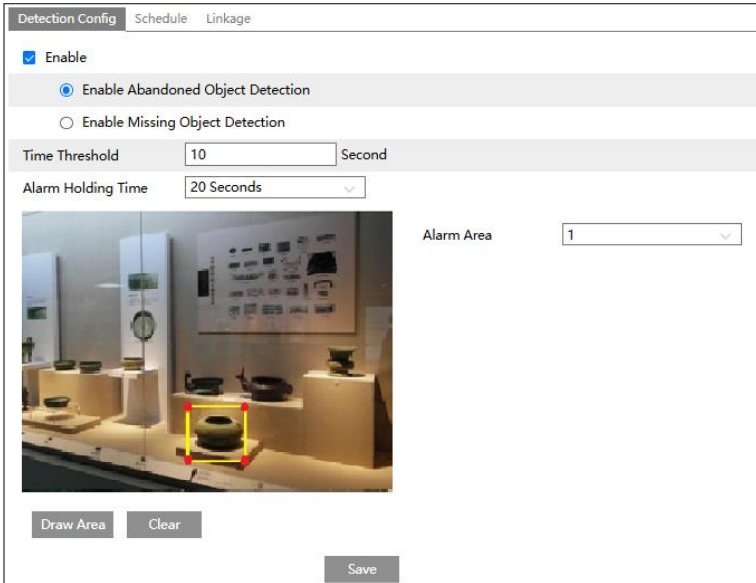 Detection Config Schedule Linkage
Enable
Enable Abandoned Object Detection
Enable Missing Object Detection
Time Threshold 10 Second
Alarm Holding Time 20 Seconds
Alarm Area 1
Draw Area Clear
Save